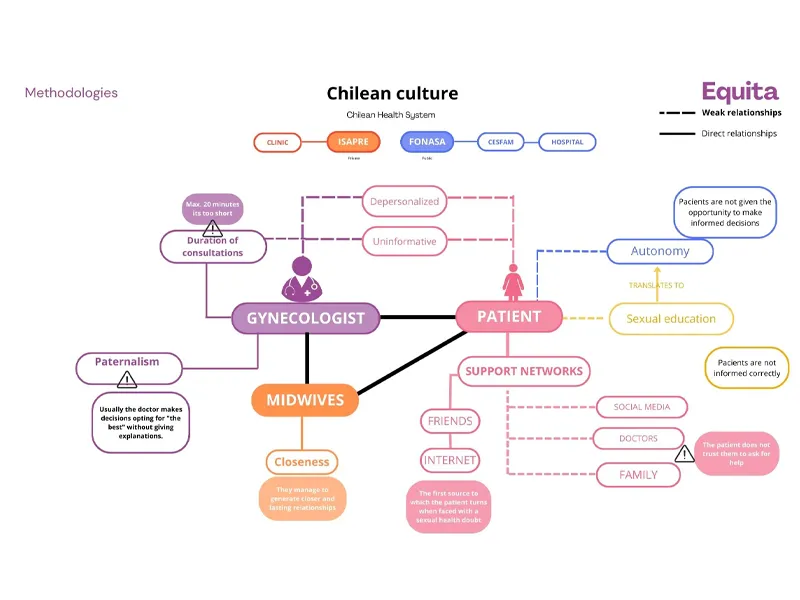 Methodologies
Chilean culture
Equita
Chilean Health System
Weak relationships
Direct relationships
CLINIC
ISAPRE
FONASA
CESFAM
HOSPITAL
Private
Public
Max. 20 minutes
its too short
Duration of
consultations
Depersonalized
Uninformative
Pacients are not given the
opportunity to make
informed decisions
Autonomy
TRANSLATES TO
GYNECOLOGIST
PATIENT
Sexual education
Paternalism
Pacients are not
informed correctly
SUPPORT NETWORKS
MIDWIVES
Usually the doctor makes
decisions opting for "the
best" without giving
explanations.
SOCIAL MEDIA
FRIENDS
DOCTORS
The patient does not
trust them to ask for
help
Closeness
INTERNET
FAMILY
They manage to
generate closer and
lasting relationships
The first source to
which the patient turns
when faced with a
sexual health doubt